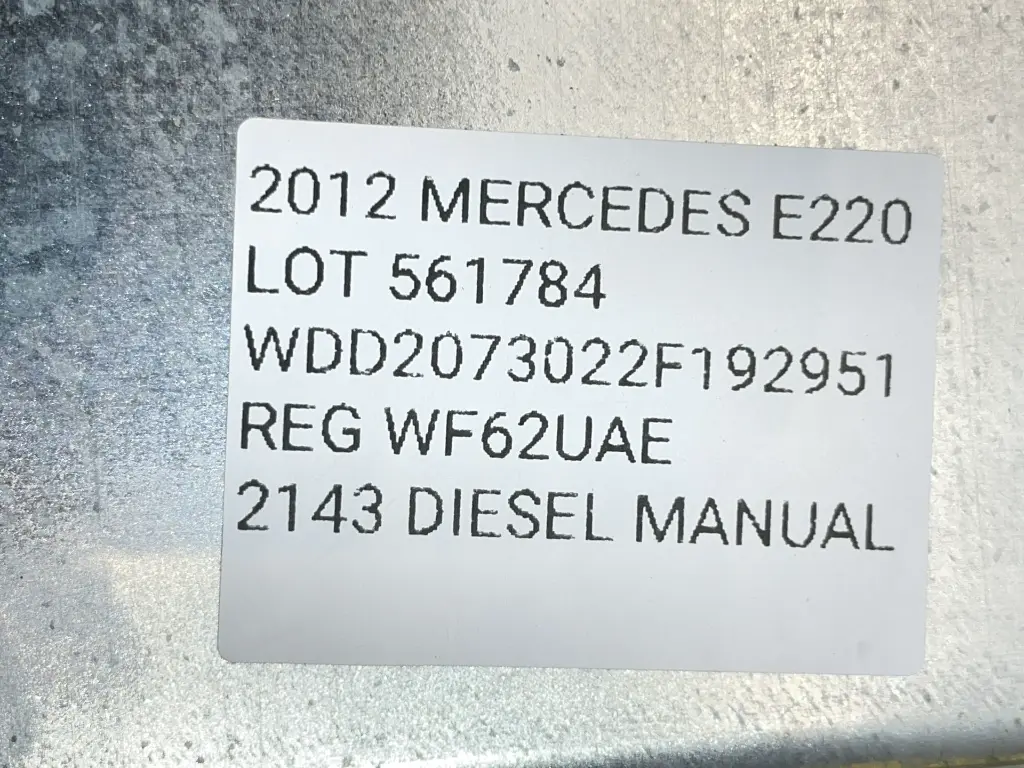 2012 MERCEDES E220
LOT 561784
WDD2073022F192951
REG WF62UAE
2143 DIESEL MANUAL